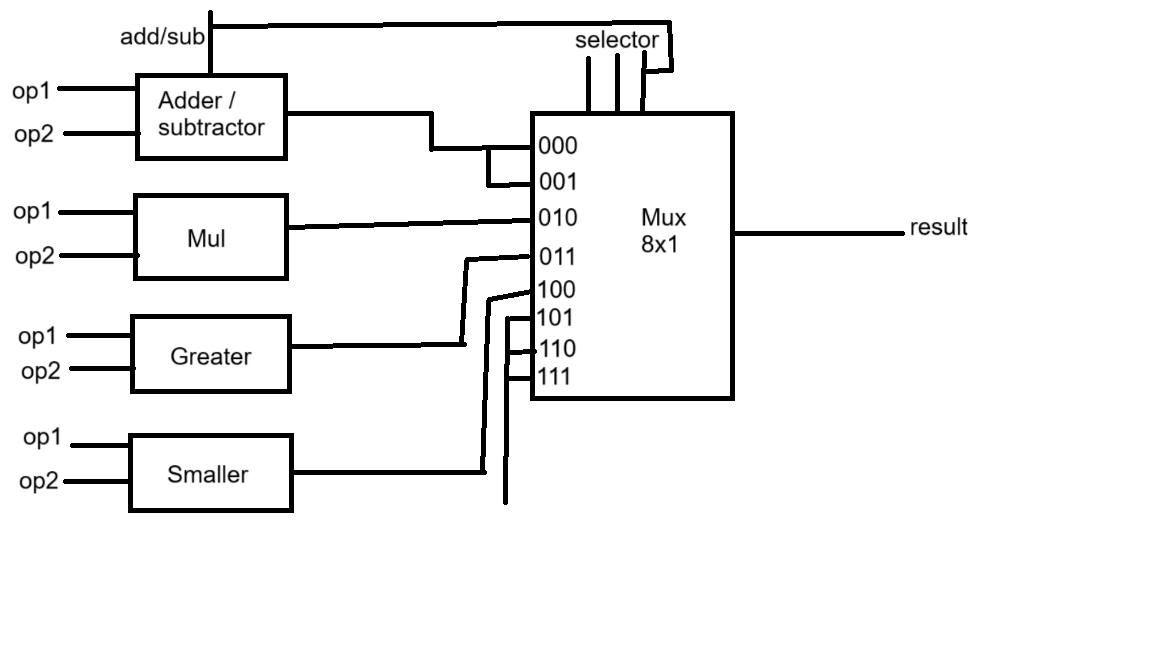 add/sub
selector
op1
op2
Adder /
subtractor
000
001
010
011
100
101
110
111
Mux
8x1
result
op1
op2
Mul
op1
op2
Greater
op1
op2
Smaller